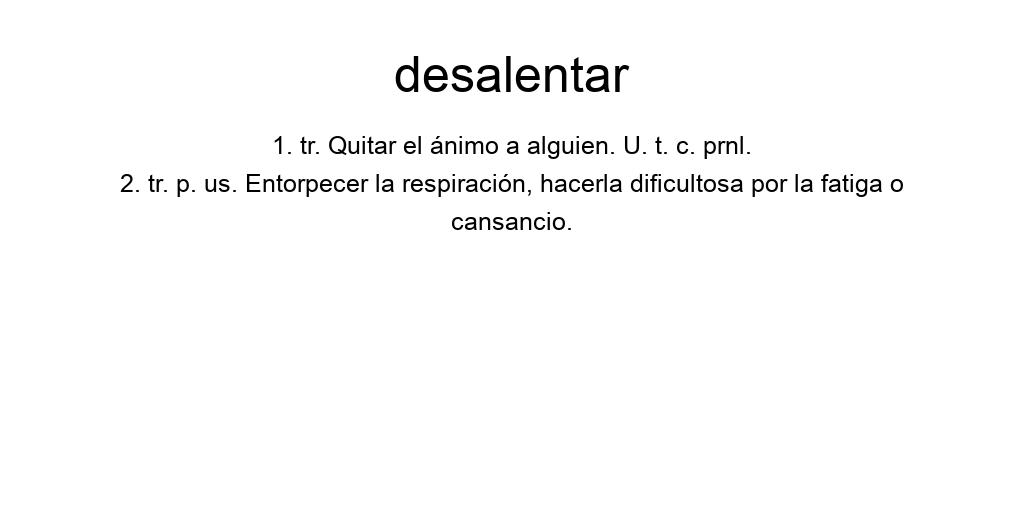 desalentar
1. tr. Quitar el ánimo a alguien. U. t. c. prnl.
2. tr. p. us. Entorpecer la respiración, hacerla dificultosa por la fatiga o
cansancio.